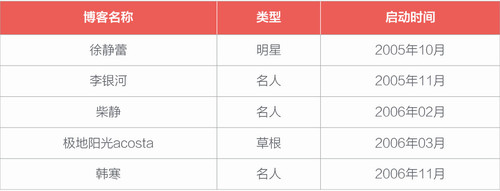 博客名称 类型 启动时间
徐静蕾 明星 2005年10月
李银河 名人 2005年11月
柴静 名人 2006年02月
极地阳光acosta 草根 2006年03月
韩寒 名人 2006年11月